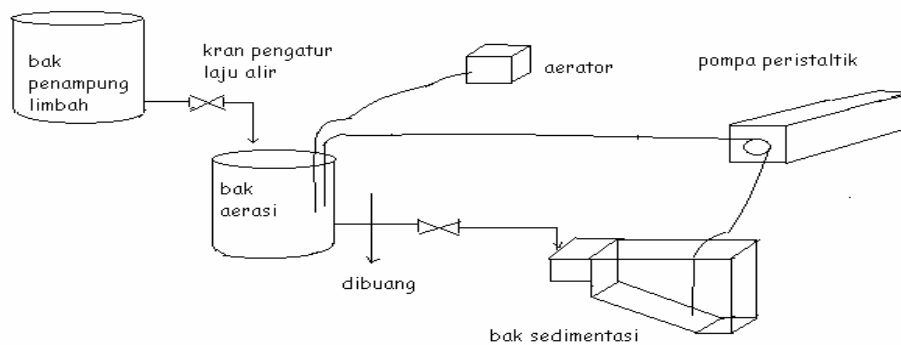 bak
penampung
limbah
kran pengatur
laju alir
aerator
pompa peristaltik
bak
aerasi
dibuang
bak sedimentasi